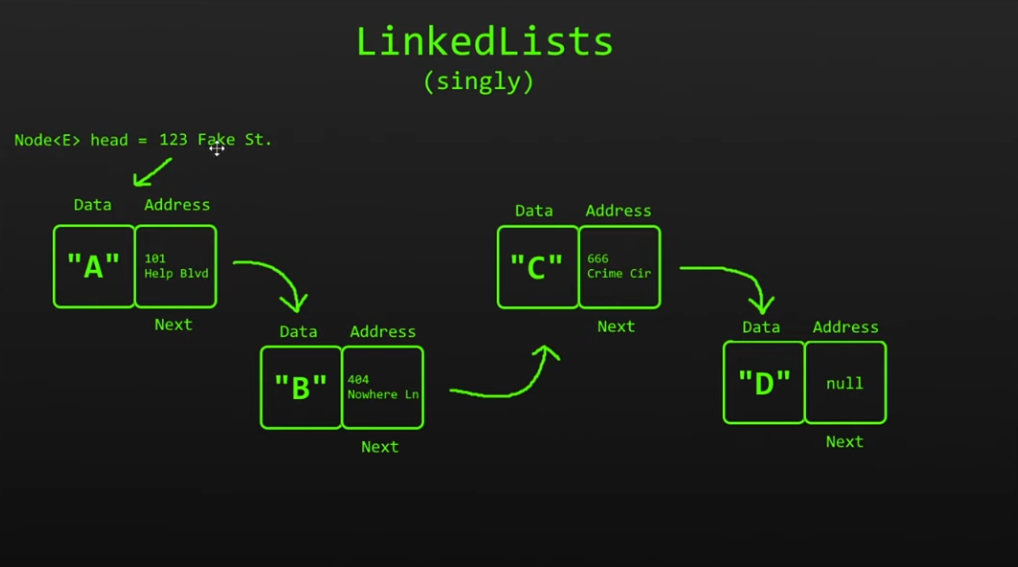 LinkedLists
(singly)
Node<E> head = 123 Fake St.
Data Address
"A"
101
Help Blvd
Next
Data Address
"B"
404
Nowhere Ln
Next
Data Address
"C"
666
Crime Cir
Next
Data Address
"D"
null
Next